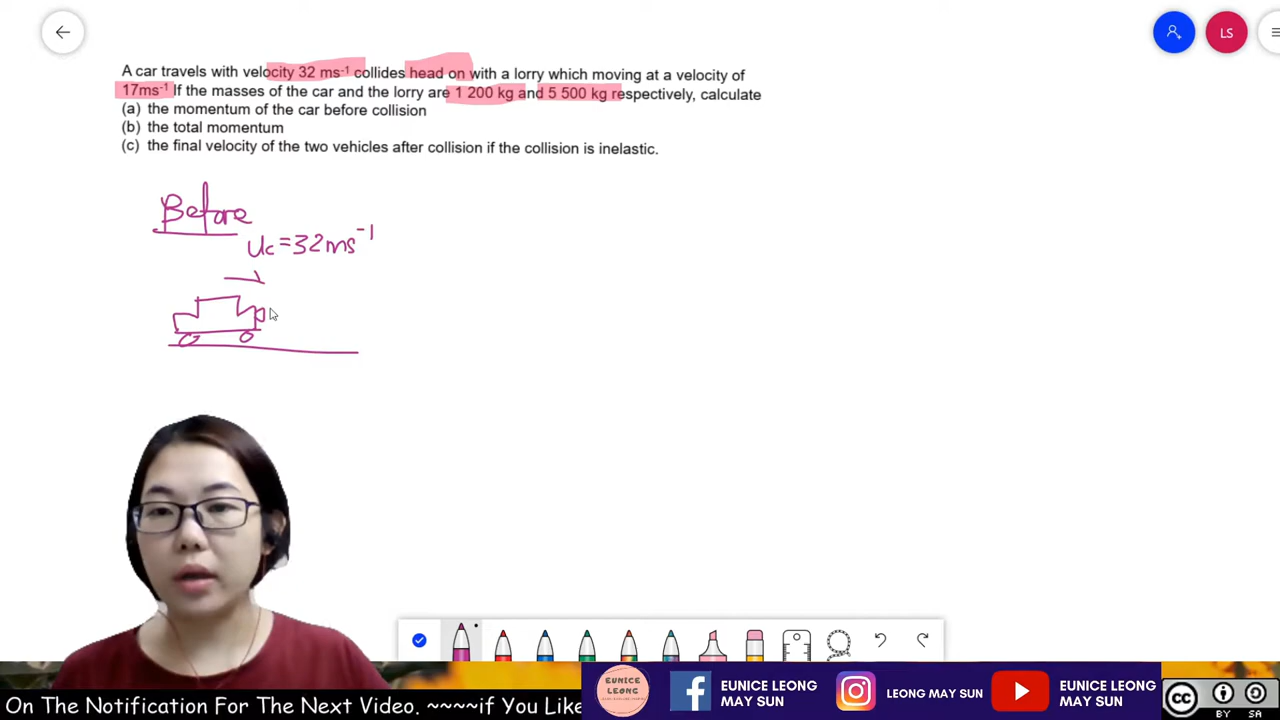 LS
A car travels with velocity 32 ms⁻¹ collides head on with a lorry which moving at a velocity of
17ms⁻¹ If the masses of the car and the lorry are 1 200 kg and 5 500 kg respectively, calculate
(a) the momentum of the car before collision
(b) the total momentum
(c) the final velocity of the two vehicles after collision if the collision is inelastic.
Before
uc = 32ms⁻¹
On The Notification For The Next Video. ~~~~if You Like
EUNICE LEONG
EUNICE LEONG MAY SUN
LEONG MAY SUN
EUNICE LEONG MAY SUN
CC BY SA